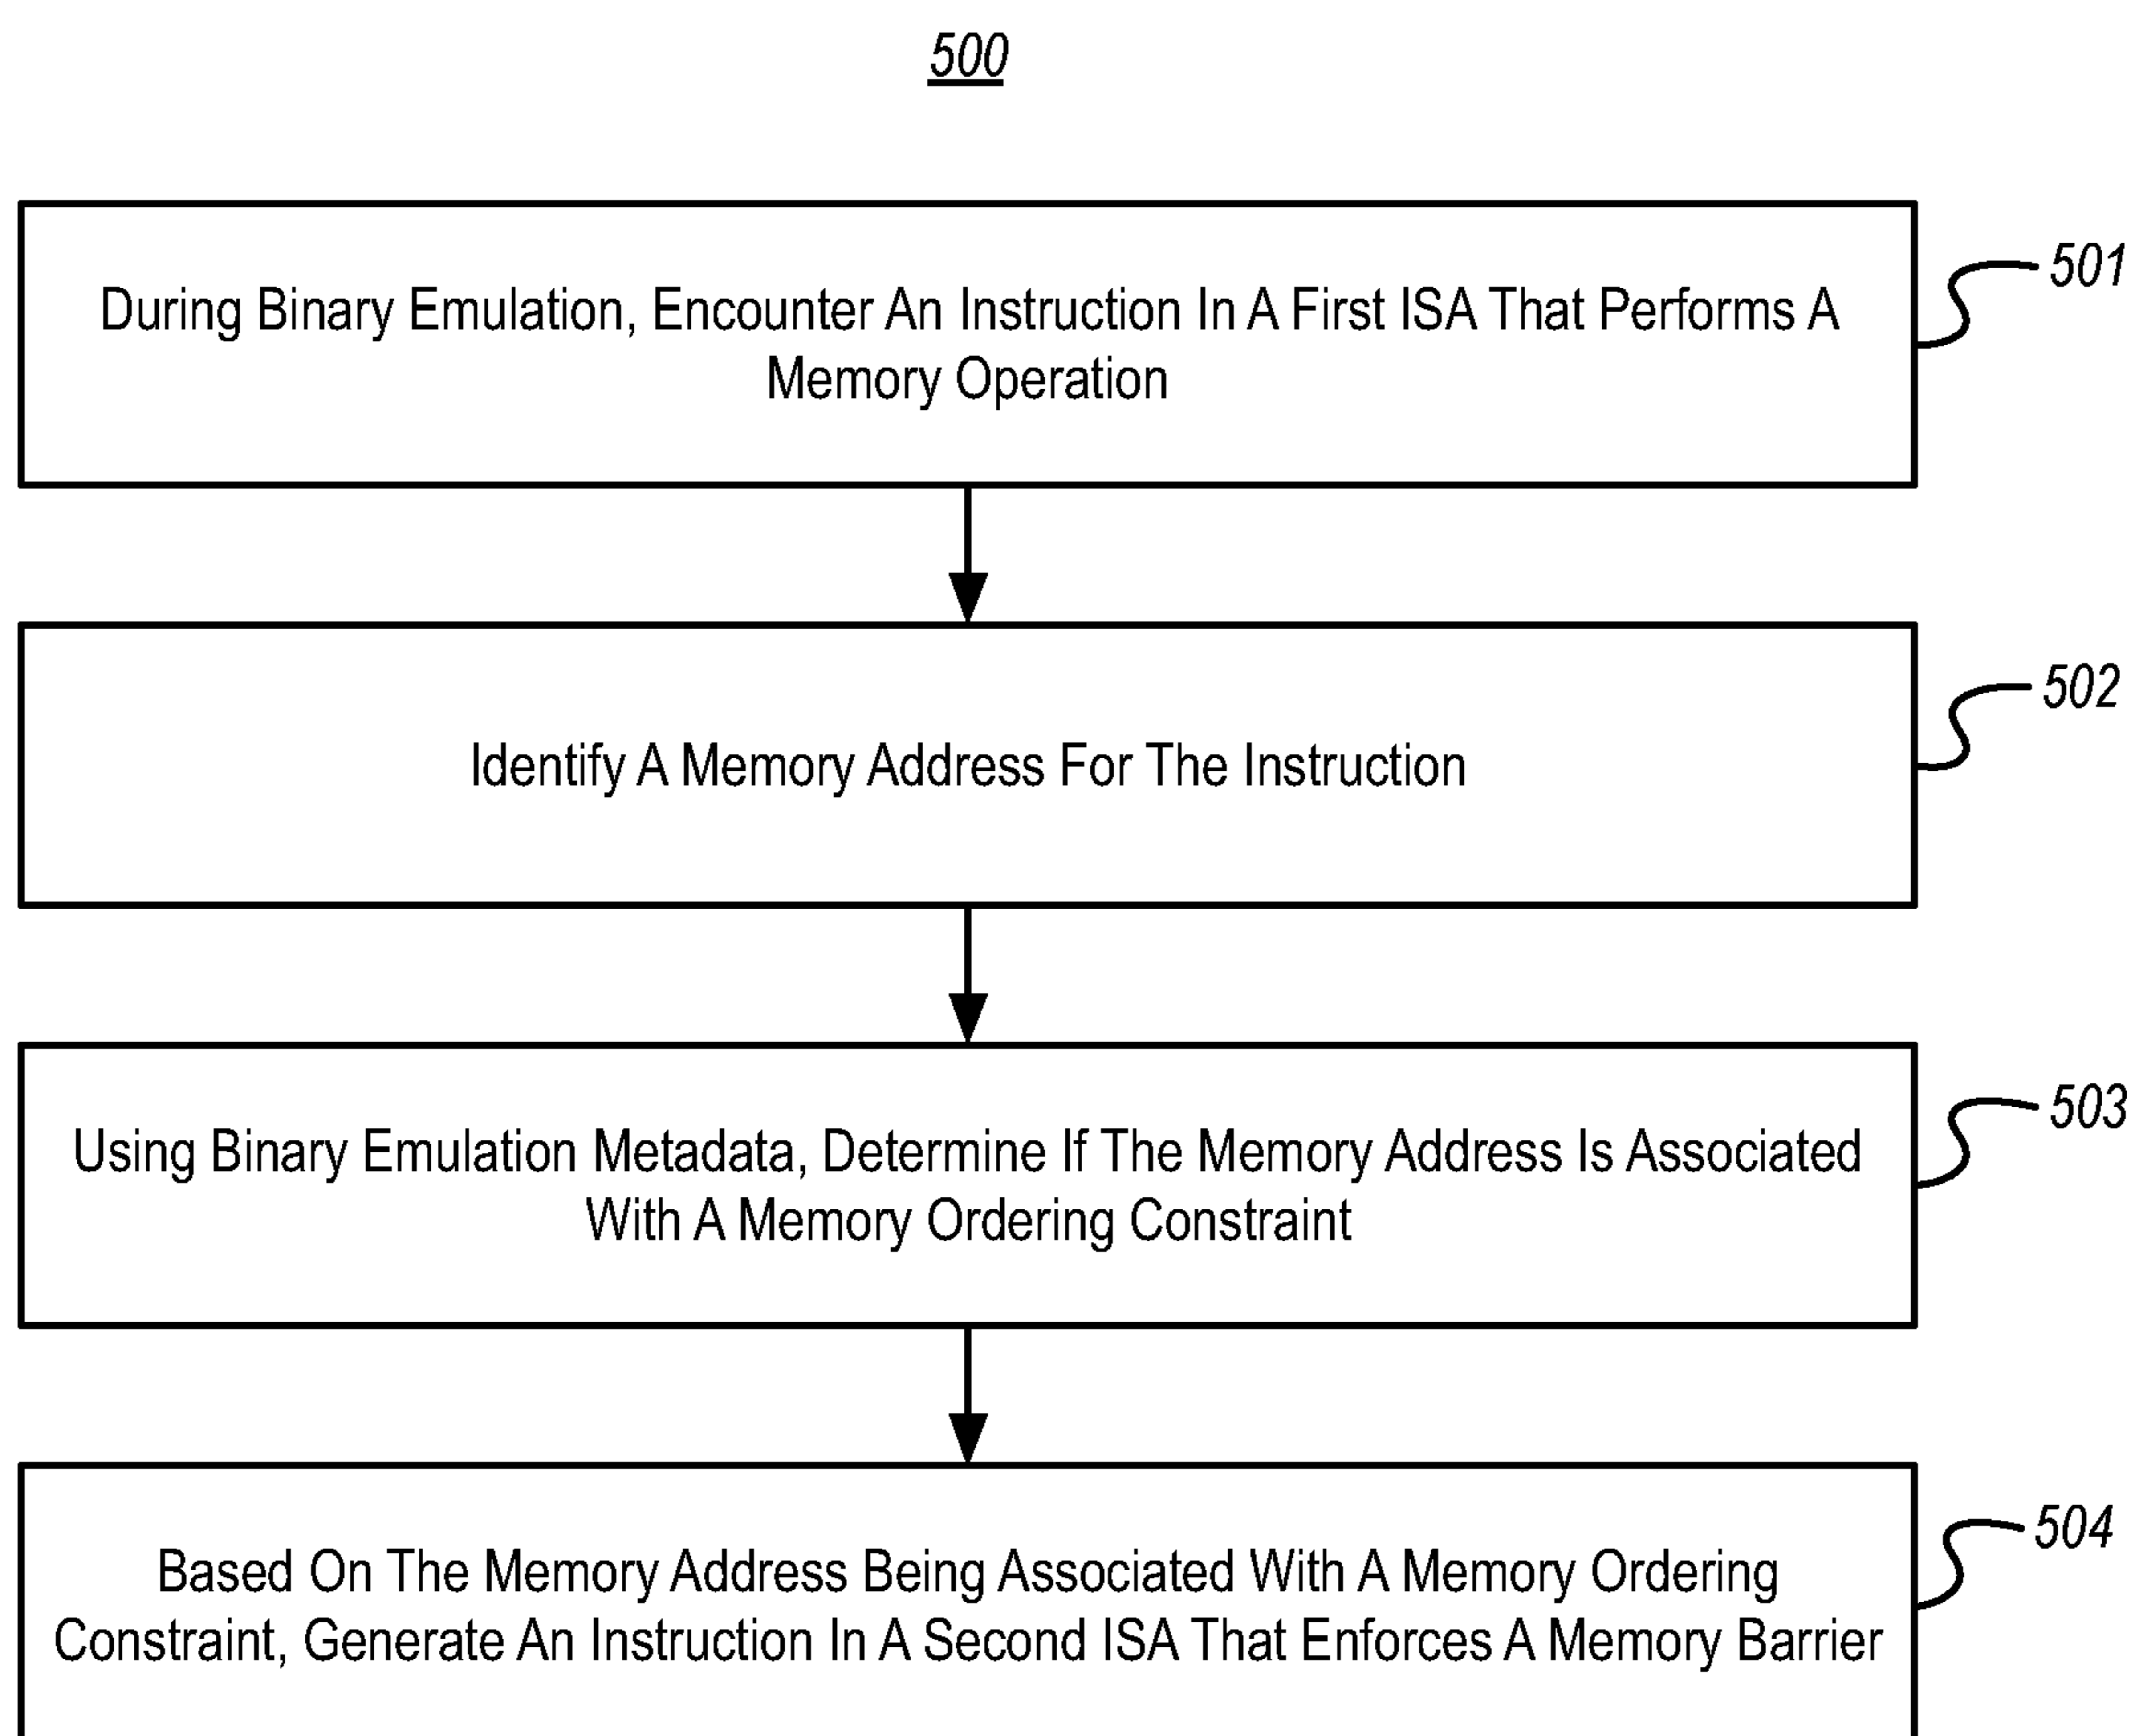 500
During Binary Emulation, Encounter An Instruction In A First ISA That Performs A
Memory Operation
501
Identify A Memory Address For The Instruction
502
Using Binary Emulation Metadata, Determine If The Memory Address Is Associated
With A Memory Ordering Constraint
503
Based On The Memory Address Being Associated With A Memory Ordering
Constraint, Generate An Instruction In A Second ISA That Enforces A Memory Barrier
504